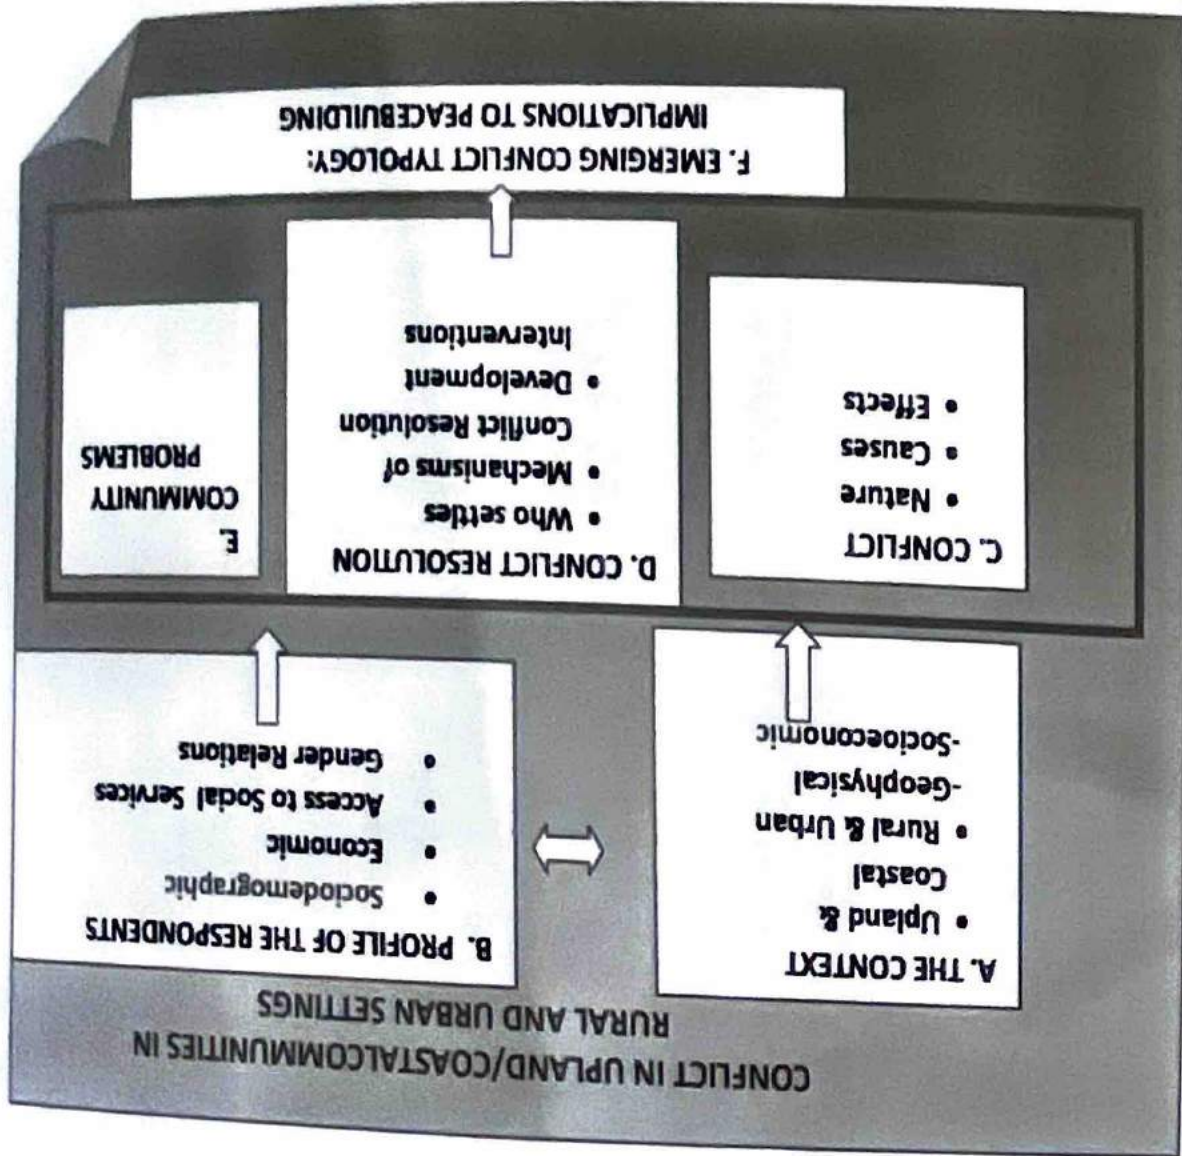 CONFLICT IN UPLAND/COASTALCOMMUNITIES IN
RURAL AND URBAN SETTINGS
A. THE CONTEXT
• Upland &
Coastal
• Rural & Urban
-Geophysical
-Socioeconomic
B. PROFILE OF THE RESPONDENTS
• Sociodemographic
• Economic
• Access to Social Services
• Gender Relations
C. CONFLICT
• Nature
• Causes
• Effects
D. CONFLICT RESOLUTION
• Who settles
• Mechanisms of
Conflict Resolution
• Development
Interventions
E.
COMMUNITY
PROBLEMS
F. EMERGING CONFLICT TYPOLOGY:
IMPLICATIONS TO PEACEBUILDING